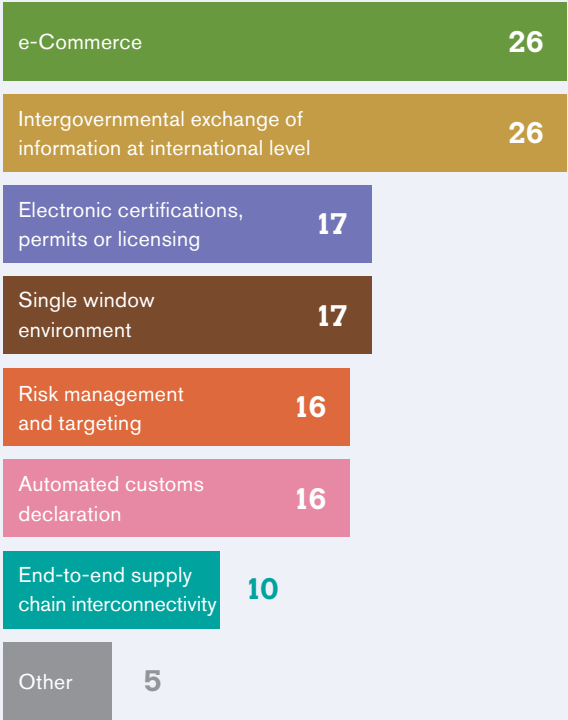 e-Commerce 26
Intergovernmental exchange of
information at international level 26
Electronic certifications,
permits or licensing 17
Single window
environment 17
Risk management
and targeting 16
Automated customs
declaration 16
End-to-end supply
chain interconnectivity 10
Other 5